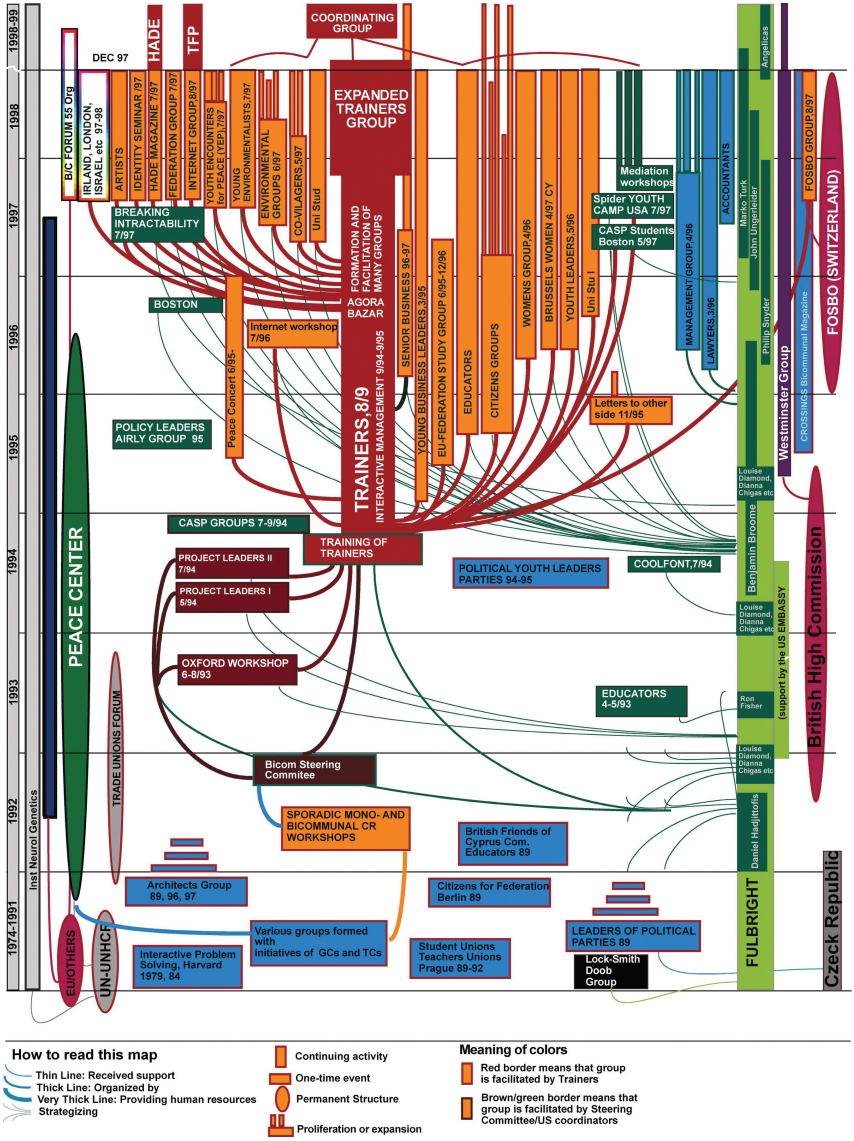 1998-99
1998
1997
1996
1995
1994
1993
1992
1974-1991
Inst Neurol Genetics
B/C FORUM 55 Org
DEC 97
HADE
TFP
COORDINATING
GROUP
EXPANDED
TRAINERS
GROUP
IRLAND, LONDON,
ISRAEL etc 97-98
ARTISTS
IDENTITY SEMINAR /97
HADE MAGAZINE 7/97
FEDERATION GROUP 7/97
INTERNET GROUP,8/97
YOUTH ENCOUNTERS
for PEACE (YEP),7/97
YOUNG
ENVIRONMENTALISTS,7/97
ENVIRONMENTAL
GROUPS 6/97
CO-VILAGERS,5/97
Uni Stud
FORMATION AND
FACILITATION OF
MANY GROUPS
AGORA
BAZAR
TRAINERS,8/9
INTERACTIVE MANAGEMENT 9/94-9/95
SENIOR BUSINESS 96-97
YOUNG BUSINESS LEADERS,3/95
EU-FEDERATION STUDY GROUP 6/95-12/96
EDUCATORS
CITIZENS GROUPS
WOMENS GROUP,4/96
BRUSSELS WOMEN 4/97 CY
YOUTH LEADERS,5/96
Uni Stu I
Mediation
workshops
Spider YOUTH
CAMP USA 7/97
CASP Students
Boston 5/97
MANAGEMENT GROUP,4/96
LAWYERS,3/96
ACCOUNTANTS
Angelicas
Marko Turk
John Ungerleider
Philip Snyder
FOSBO GROUP,8/97
FOSBO (SWITZERLAND)
CROSSINGS Bicommunal Magazine
Westminster Group
BREAKING
INTRACTABILITY
7/97
BOSTON
Internet workshop
7/96
Peace Concert 6/95-
POLICY LEADERS
AIRLY GROUP 95
Letters to other
side 11/95
Louise
Diamond,
Dianna
Chigas etc
CASP GROUPS 7-9/94
TRAINING OF
TRAINERS
PEACE CENTER
PROJECT LEADERS II
7/94
PROJECT LEADERS I
5/94
POLITICAL YOUTH LEADERS
PARTIES 94-95
COOLFONT,7/94
Benjamin Broome
Louise
Diamond,
Dianna
Chigas etc
(support by the US EMBASSY
British High Commission
OXFORD WORKSHOP
6-8/93
TRADE UNIONS FORUM
EDUCATORS
4-5/93
Ron
Fisher
Louise
Diamond,
Dianna
Chigas etc
Bicom Steering
Commitee
SPORADIC MONO- AND
BICOMMUNAL CR
WORKSHOPS
British Friends of
Cyprus Com.
Educators 89
Daniel Hadjittofis
Architects Group
89, 96, 97
Citizens for Federation
Berlin 89
FULBRIGHT
EU/OTHERS
UN-UNHCR
Various groups formed
with
initiatives of GCs and TCs
LEADERS OF POLITICAL
PARTIES 89
Interactive Problem
Solving, Harvard
1979, 84
Student Unions
Teachers Unions
Prague 89-92
Lock-Smith
Doob
Group
Czeck Republic
How to read this map
Thin Line: Received support
Thick Line: Organized by
Very Thick Line: Providing human resources
Strategizing
Continuing activity
One-time event
Permanent Structure
Proliferation or expansion
Meaning of colors
Red border means that group
is facilitated by Trainers
Brown/green border means that
group is facilitated by Steering
Committee/US coordinators